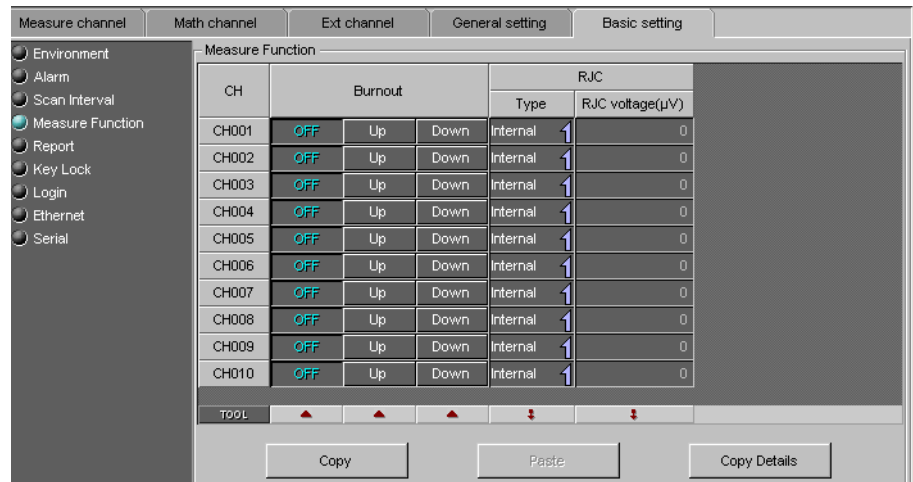 Measure channel Math channel Ext channel General setting Basic setting
Environment
Alarm
Scan Interval
Measure Function
Report
Key Lock
Login
Ethernet
Serial
Measure Function
CH Burnout RJC
Type RJC voltage(µV)
CH001 OFF Up Down Internal 0
CH002 OFF Up Down Internal 0
CH003 OFF Up Down Internal 0
CH004 OFF Up Down Internal 0
CH005 OFF Up Down Internal 0
CH006 OFF Up Down Internal 0
CH007 OFF Up Down Internal 0
CH008 OFF Up Down Internal 0
CH009 OFF Up Down Internal 0
CH010 OFF Up Down Internal 0
TOOL
Copy Paste Copy Details